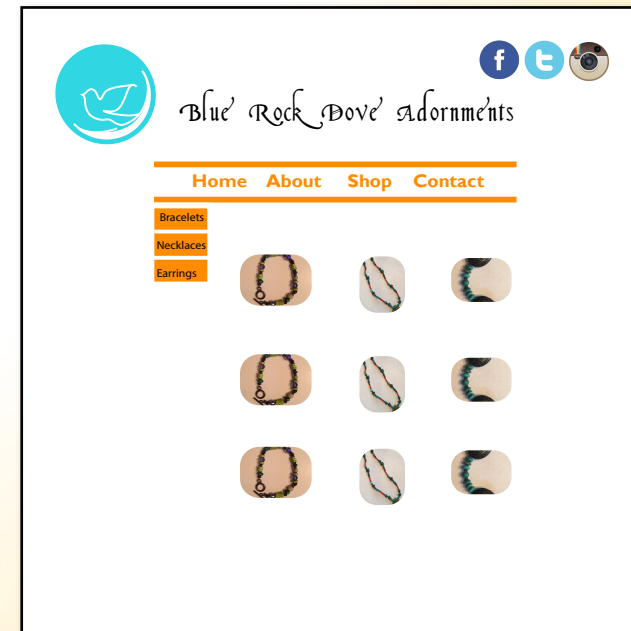 Blue Rock Dove Adornments
Home About Shop Contact
Bracelets
Necklaces
Earrings